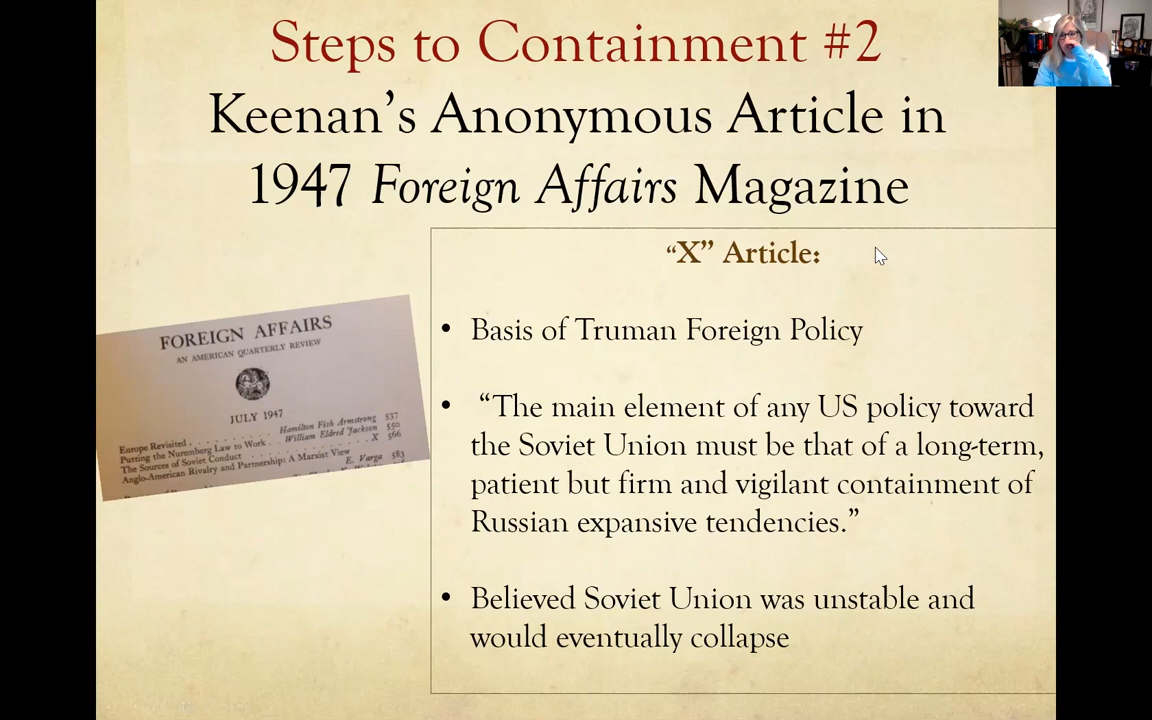 Steps to Containment #2
Keenan's Anonymous Article in
1947 Foreign Affairs Magazine
"X" Article:
• Basis of Truman Foreign Policy
• "The main element of any US policy toward
the Soviet Union must be that of a long-term,
patient but firm and vigilant containment of
Russian expansive tendencies."
• Believed Soviet Union was unstable and
would eventually collapse
FOREIGN AFFAIRS
AN AMERICAN QUARTERLY REVIEW
JULY 1947
Europe Revisited . . . . . . . . Hamilton Fish Armstrong 537
Putting the Nuremberg Law to Work . . William Eldred Jackson 550
The Sources of Soviet Conduct . . . . . . . . X 566
Anglo-American Rivalry and Partnership: A Marxist View
E. Varga 583